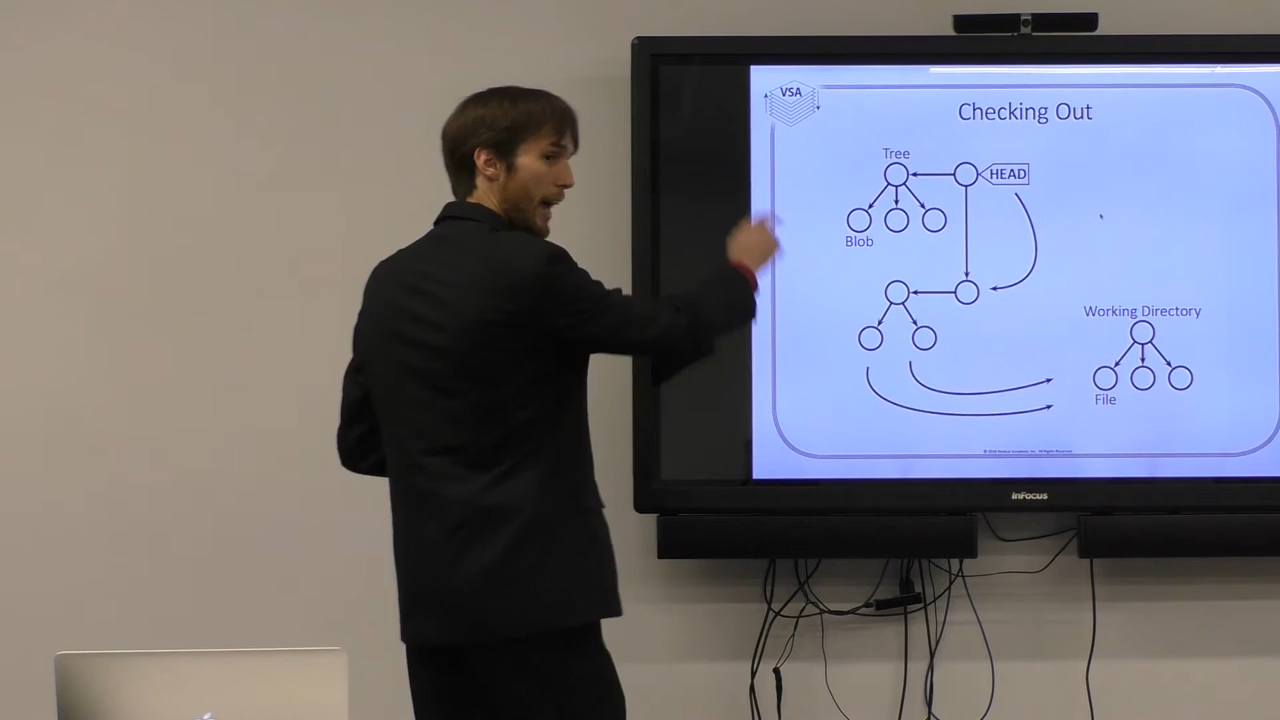 VSA
Checking Out
Tree
HEAD
Blob
Working Directory
File
InFocus